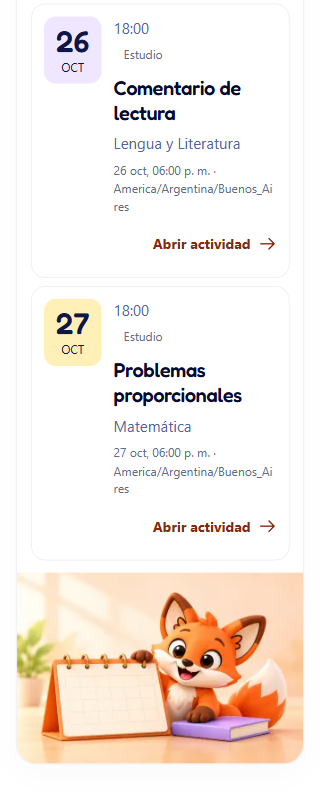 26
OCT
18:00
Estudio
Comentario de
lectura
Lengua y Literatura
26 oct, 06:00 p. m. ·
America/Argentina/Buenos_Ai
res
Abrir actividad →
27
OCT
18:00
Estudio
Problemas
proporcionales
Matemática
27 oct, 06:00 p. m. ·
America/Argentina/Buenos_Ai
res
Abrir actividad →